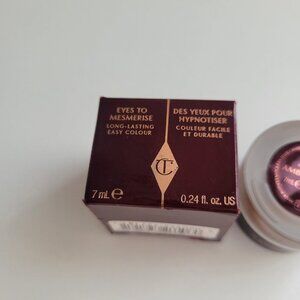 EYES TO
MESMERISE
LONG-LASTING
EASY COLOUR
DES YEUX POUR
HYPNOTISER
COULEUR FACILE
ET DURABLE
CT
7 ml ℮
0.24 fl. oz. US
AMB